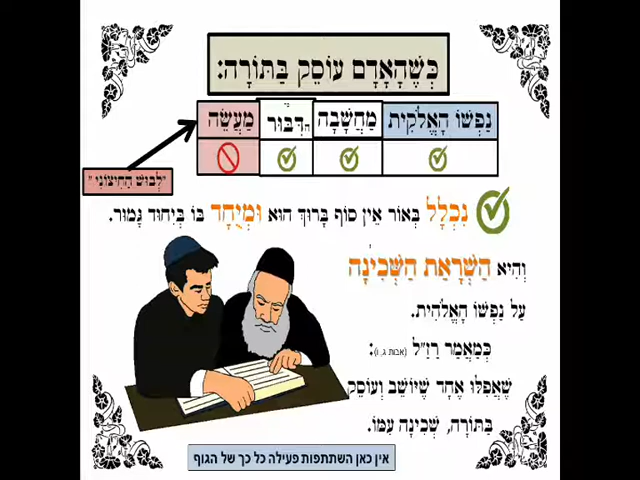 כְּשֶׁהָאָדָם עוֹסֵק בַּתּוֹרָה:
נַפְשׁוֹ הָאֱלֹקִית מַחֲשָׁבָה הדִּבּוּר מַעֲשֶׂה
"לְבוּשׁ הַחִיצוֹנִי"
נִכְלָל בְּאוֹר אֵין סוֹף בָּרוּךְ הוּא וּמְיֻחָד בּוֹ בְּיִחוּד גָּמוּר.
וְהִיא הַשְׁרָאַת הַשְּׁכִינָה
עַל נַפְשׁוֹ הָאֱלֹהִית.
כְּמַאֲמַר רַזַ"ל (אבות ג, ו):
שֶׁאֲפִלּוּ אֶחָד שֶׁיּוֹשֵׁב וְעוֹסֵק
בַּתּוֹרָה, שְׁכִינָה עִמּוֹ.
אין כאן השתתפות פעילה כל כך של הגוף